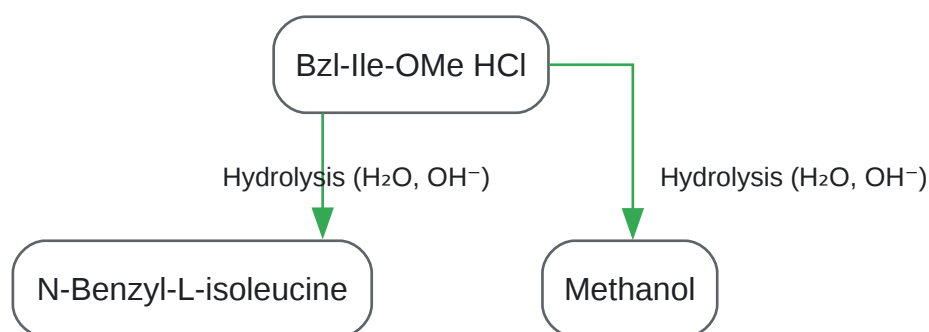 Bzl-Ile-OMe HCl
Hydrolysis (H₂O, OH⁻)
Hydrolysis (H₂O, OH⁻)
N-Benzyl-L-isoleucine
Methanol